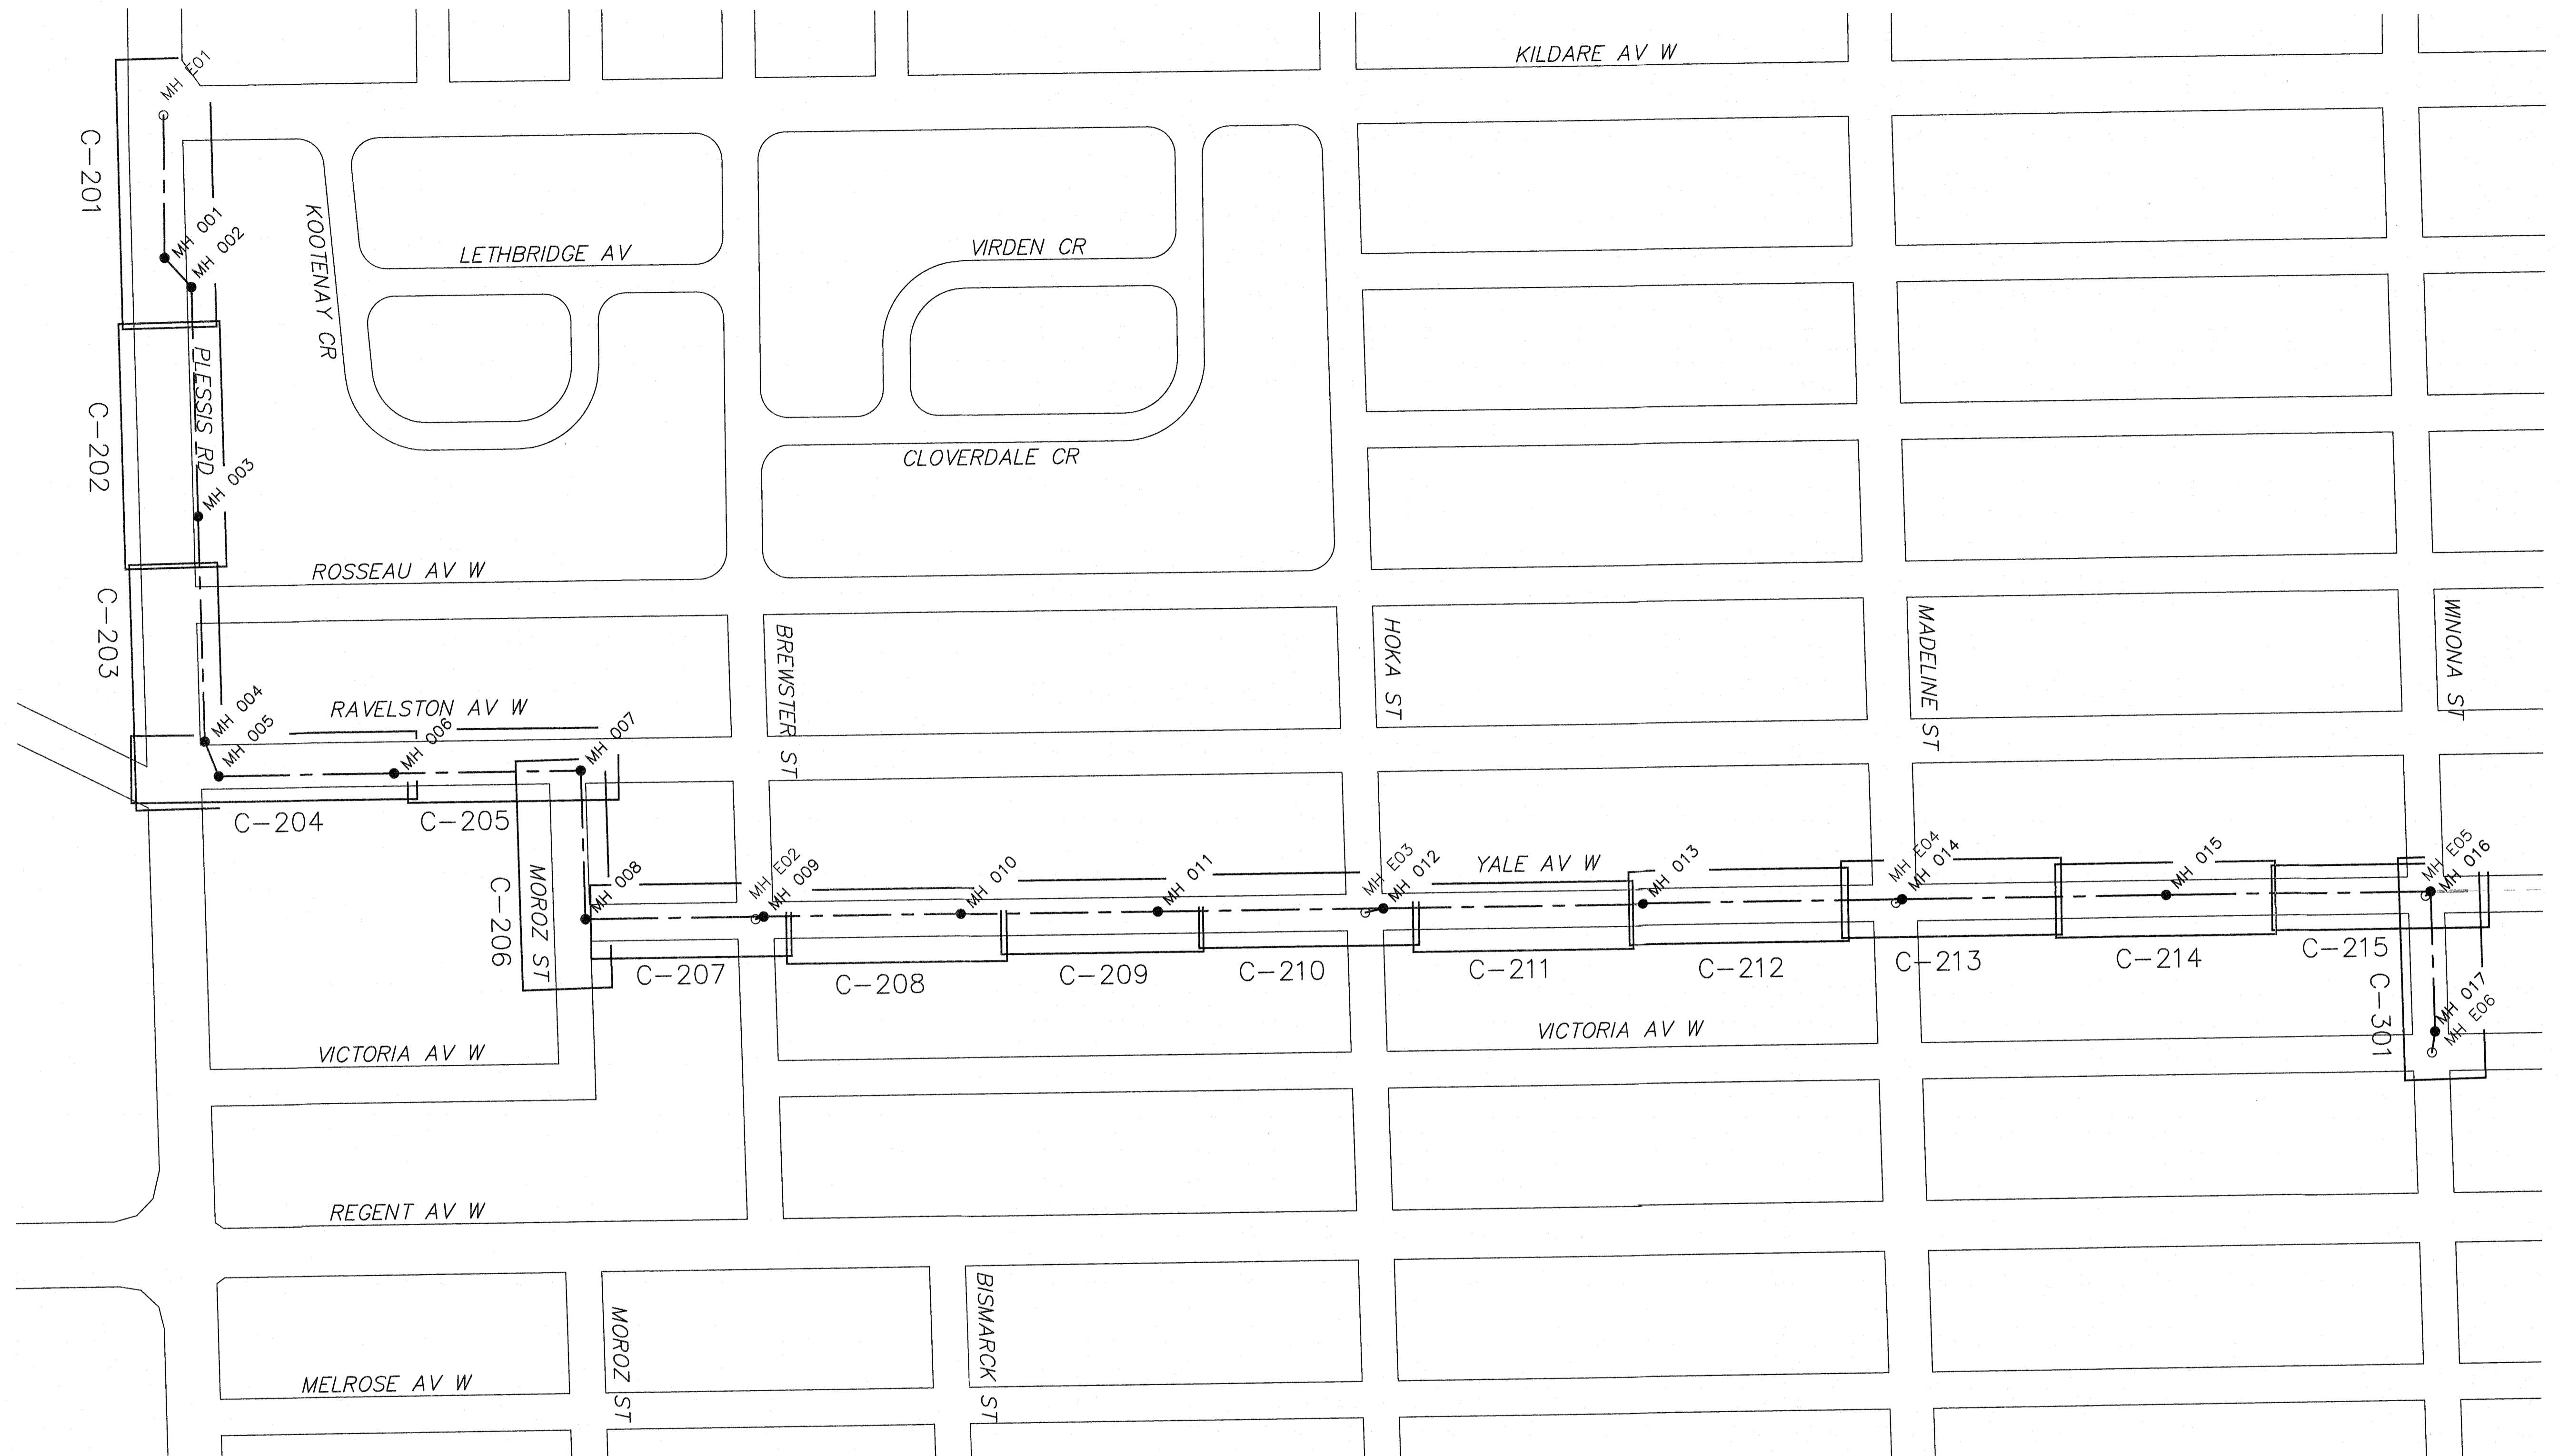 KILDARE AV W
MH E01
C-201
MH 001
MH 002
KOOTENAY CR
LETHBRIDGE AV
VIRDEN CR
PLESSIS RD
C-202
CLOVERDALE CR
MH 003
ROSSEAU AV W
C-203
BREWSTER ST
HOKA ST
MADELINE ST
WINONA ST
RAVELSTON AV W
MH 004
MH 005
MH 006
MH 007
C-204
C-205
MOROZ ST
C-206
MH 008
MH E02
MH 009
MH 010
MH 011
MH E03
MH 012
YALE AV W
MH 013
MH E04
MH 014
MH 015
MH E05
MH 016
C-207
C-208
C-209
C-210
C-211
C-212
C-213
C-214
C-215
C-301
MH 017
MH E06
VICTORIA AV W
VICTORIA AV W
REGENT AV W
MOROZ ST
BISMARCK ST
MELROSE AV W